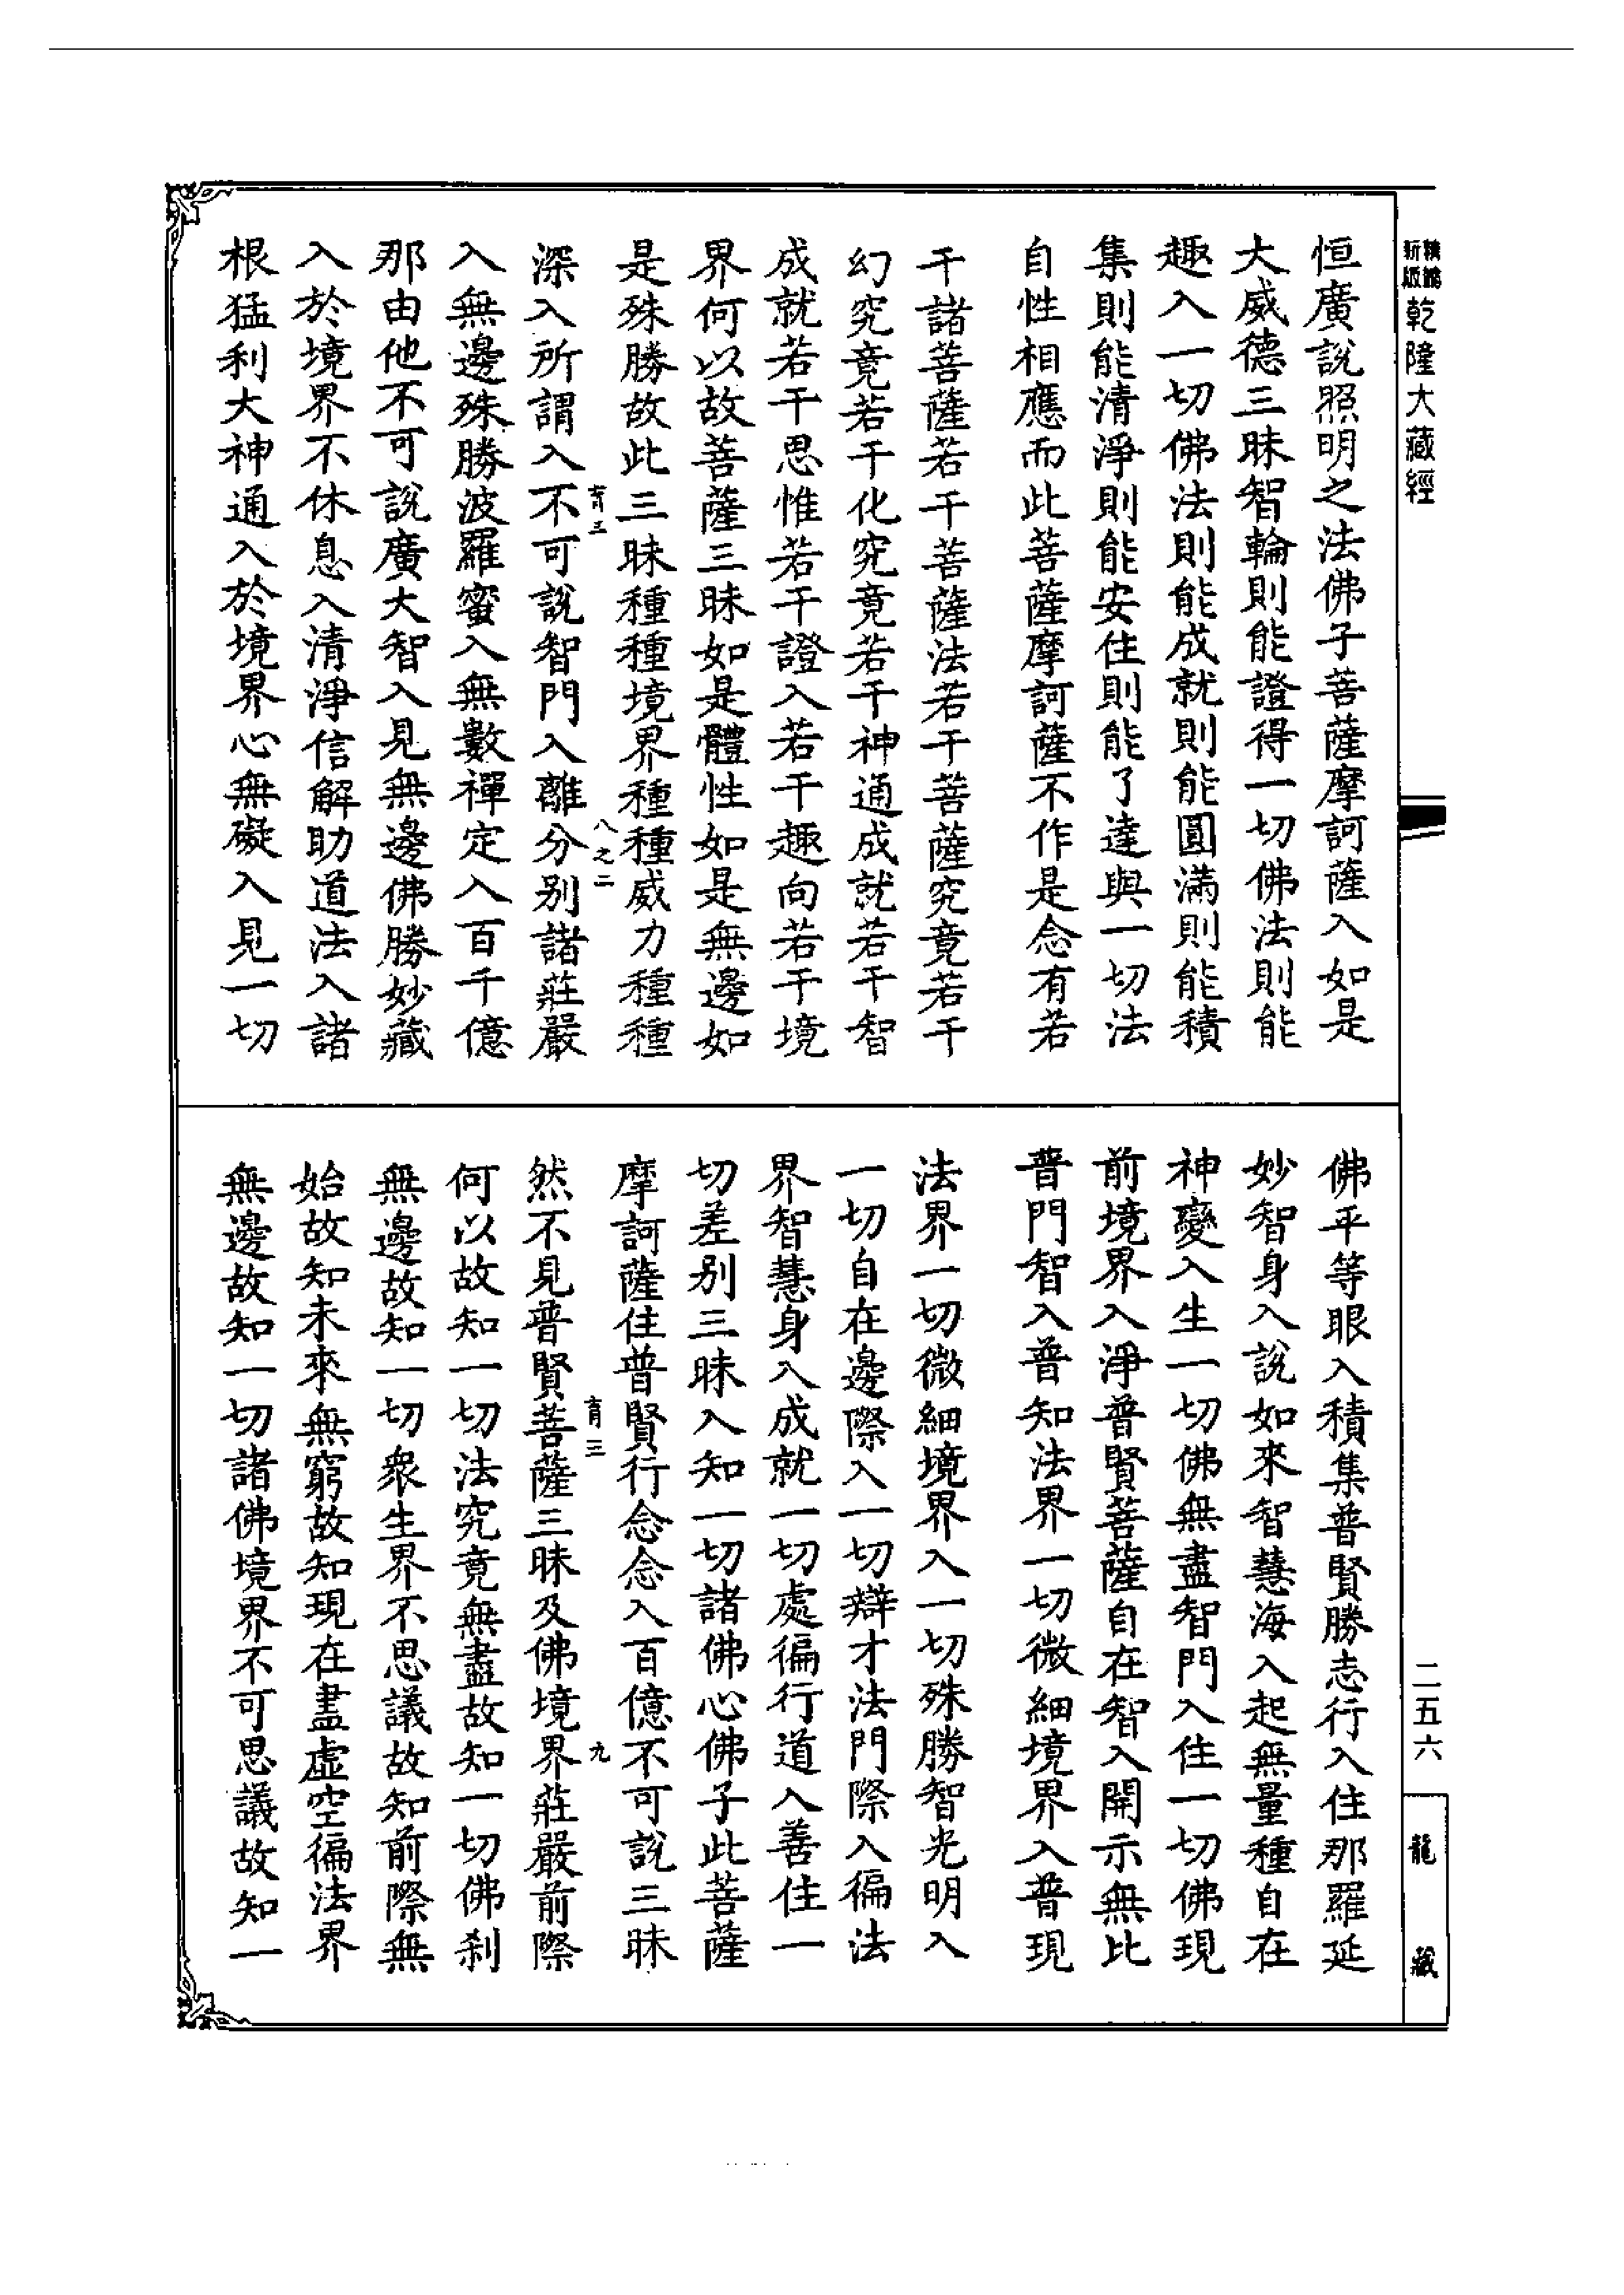 新版精縮乾隆大藏經
恒廣說照明之法佛子菩薩摩訶薩入如是
大威德三昧智輪則能證得一切佛法則能
趣入一切佛法則能成就則能圓滿則能積
集則能清淨則能安住則能了達與一切法
自性相應而此菩薩摩訶薩不作是念有若
干諸菩薩若干菩薩法若干菩薩究竟若干
幻究竟若干化究竟若干神通成就若干智
成就若干思惟若干證入若干趣向若干境
界何以故菩薩三昧如是體性如是無邊如
是殊勝故此三昧種種境界種種威力種種
育三
八之二
深入所謂入不可說智門入離分別諸莊嚴
入無邊殊勝波羅蜜入無數禪定入百千億
那由他不可說廣大智入見無邊佛勝妙藏
入於境界不休息入清淨信解助道法入諸
根猛利大神通入於境界心無礙入見一切
佛平等眼入積集普賢勝志行入住那羅延
妙智身入說如來智慧海入起無量種自在
神變入生一切佛無盡智門入住一切佛現
前境界入淨普賢菩薩自在智入開示無比
普門智入普知法界一切微細境界入普現
法界一切微細境界入一切殊勝智光明入
一切自在邊際入一切辯才法門際入徧法
界智慧身入成就一切處徧行道入善住一
切差別三昧入知一切諸佛心佛子此菩薩
摩訶薩住普賢行念念入百億不可說三昧
育三
九
然不見普賢菩薩三昧及佛境界莊嚴前際
何以故知一切法究竟無盡故知一切佛刹
無邊故知一切衆生界不思議故知前際無
始故知未來無窮故知現在盡虛空徧法界
無邊故知一切諸佛境界不可思議故知一
二五六
龍藏